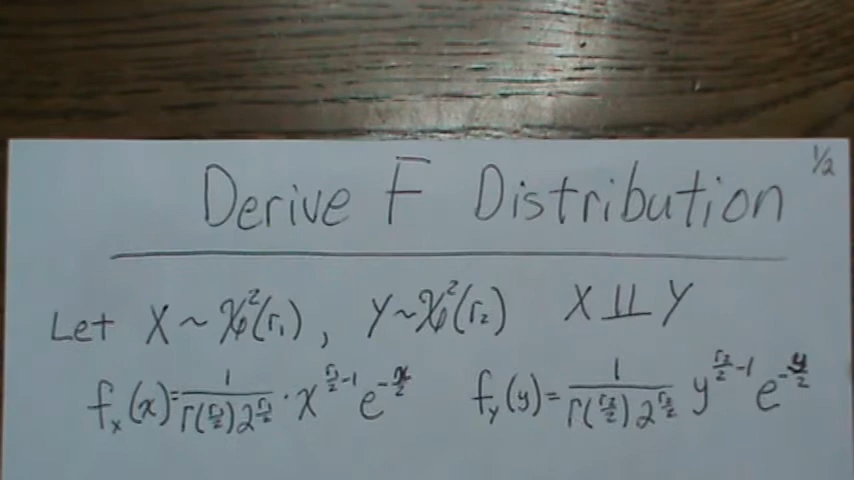 1/2
Derive F Distribution
Let X ~ χ²(r₁) , Y ~ χ²(r₂) X ⫫ Y
fₓ(x) = 1/(Γ(r₁/2) 2^(r₁/2)) · x^(r₁/2 - 1) e^(-x/2) f_y(y) = 1/(Γ(r₂/2) 2^(r₂/2)) y^(r₂/2 - 1) e^(-y/2)